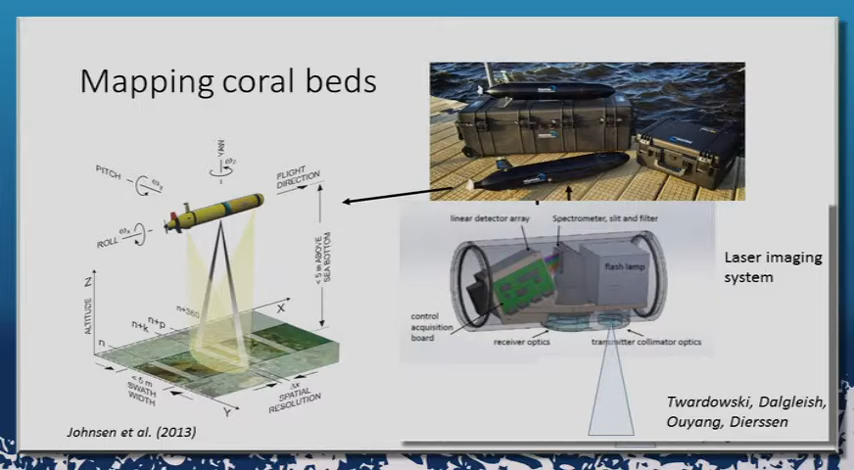 Mapping coral beds
YAW
ωz
PITCH
FLIGHT
DIRECTION
ROLL
< 5 m ABOVE
SEA BOTTOM
Z
ALTITUDE
X
n+360
n+p
n+k
n
< 5 m
SWATH
WIDTH
Y
Δx
SPATIAL
RESOLUTION
Johnsen et al. (2013)
linear detector array
Spectrometer, slit and filter
flash lamp
control
acquisition
board
receiver optics
transmitter collimator optics
Laser imaging
system
Twardowski, Dalgleish,
Ouyang, Dierssen